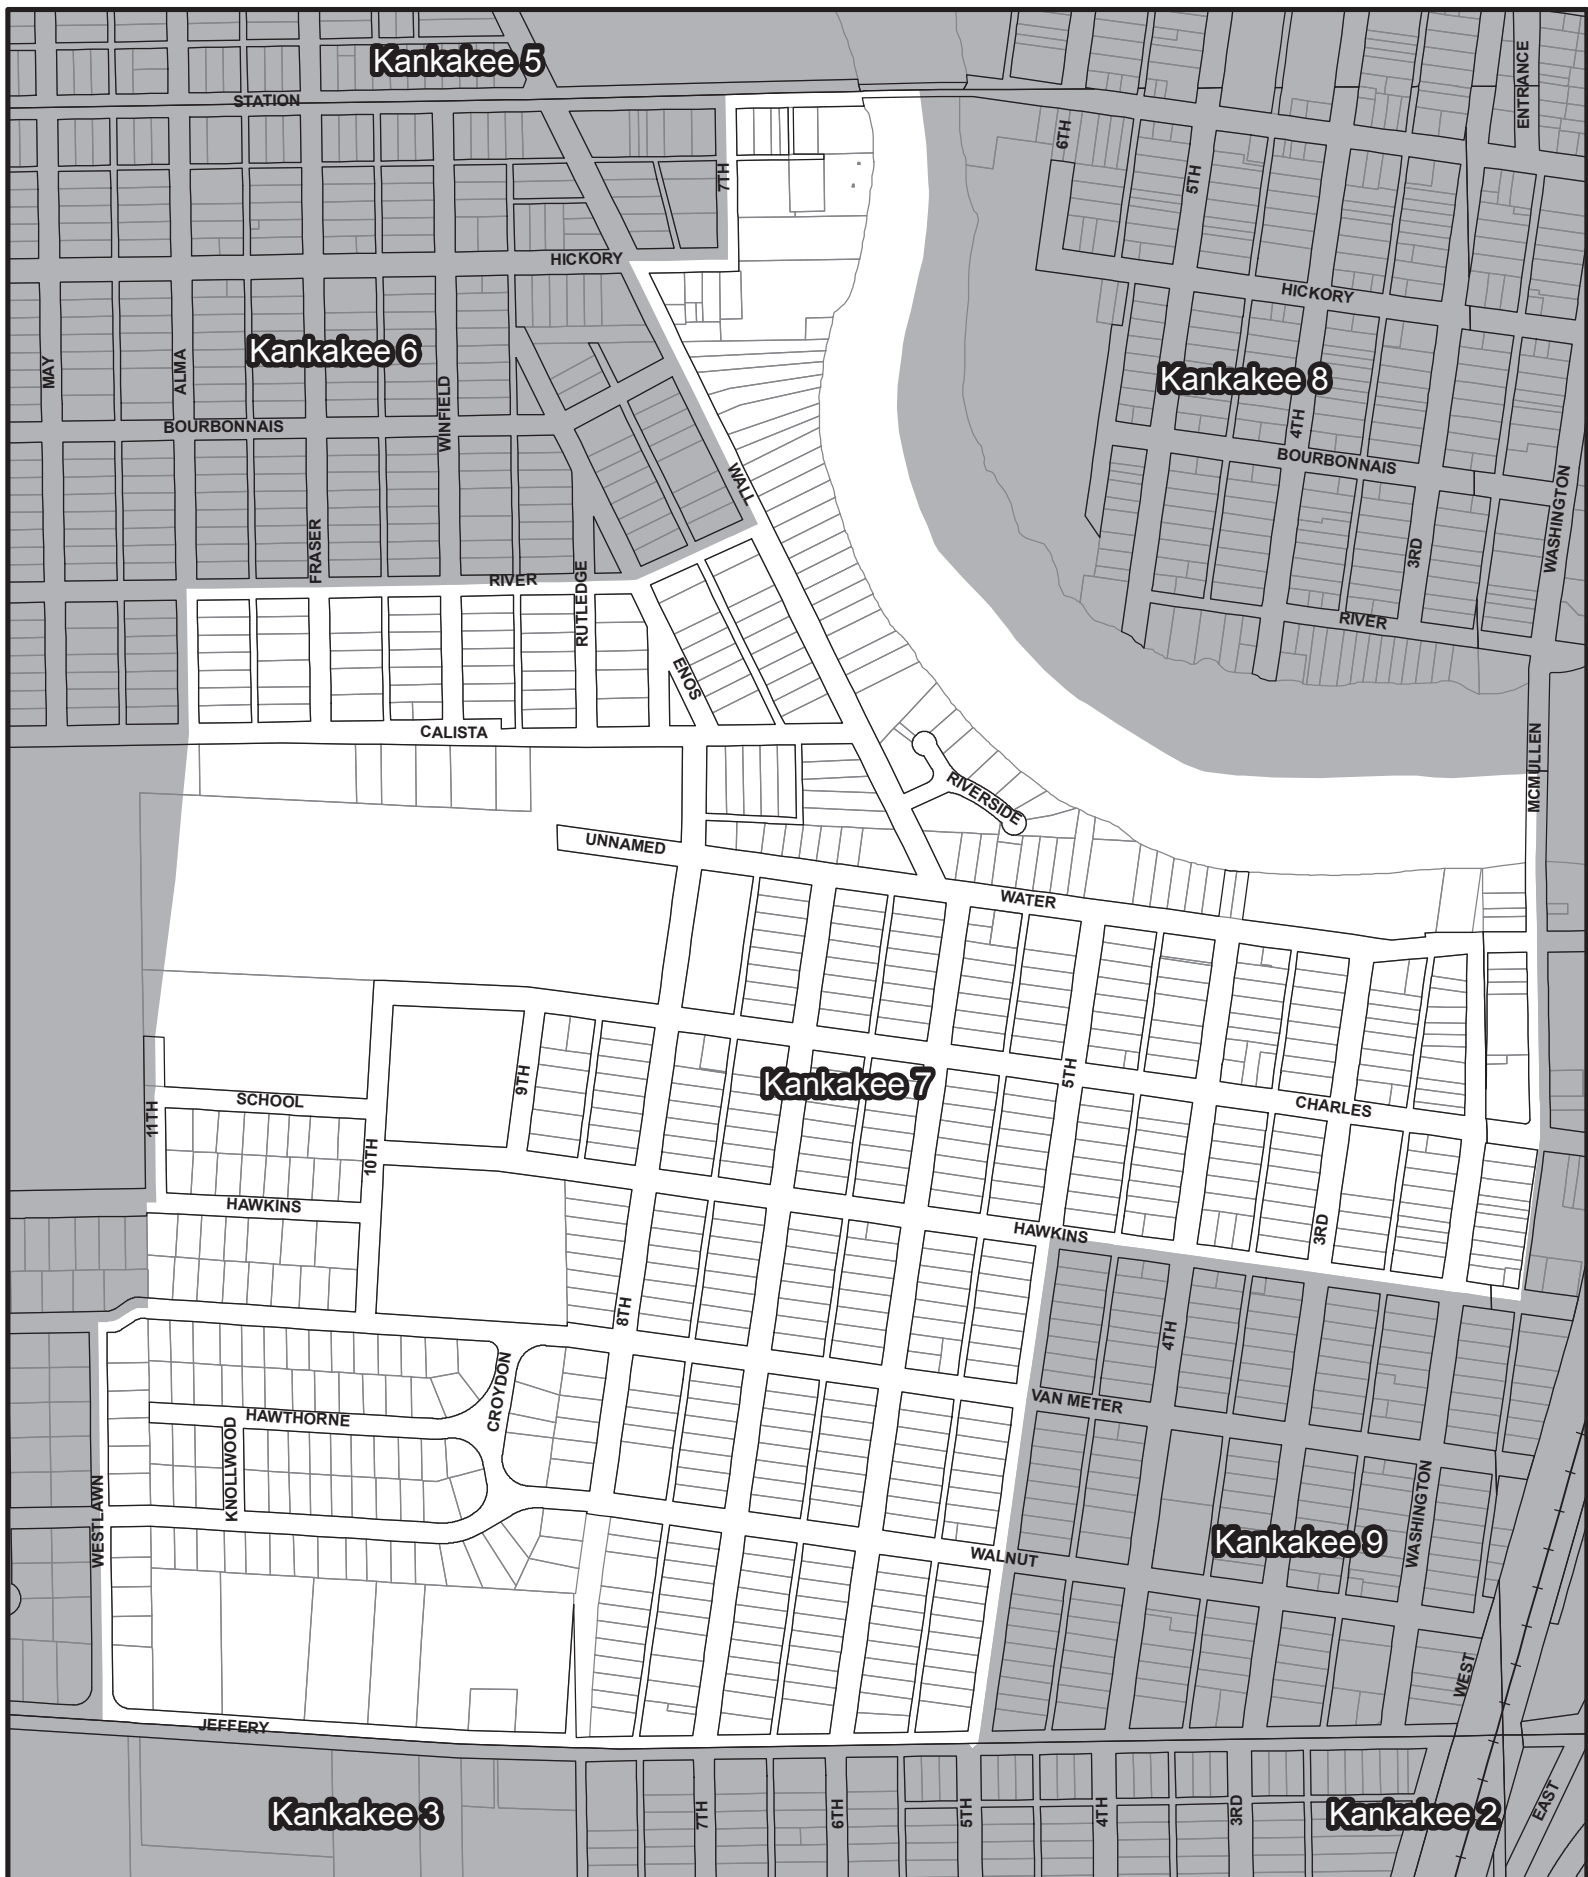 Kankakee 5
STATION
ENTRANCE
6TH
5TH
7TH
HICKORY
HICKORY
Kankakee 6
MAY
ALMA
WINFIELD
Kankakee 8
4TH
BOURBONNAIS
BOURBONNAIS
WALL
WASHINGTON
FRASER
3RD
RIVER
RUTLEDGE
RIVER
ENOS
CALISTA
MCMULLEN
RIVERSIDE
UNNAMED
WATER
9TH
Kankakee 7
5TH
SCHOOL
11TH
CHARLES
10TH
HAWKINS
HAWKINS
3RD
8TH
4TH
CROYDON
VAN METER
HAWTHORNE
KNOLLWOOD
WESTLAWN
WASHINGTON
Kankakee 9
WALNUT
WEST
JEFFERY
Kankakee 3
7TH
6TH
5TH
4TH
3RD
Kankakee 2
EAST